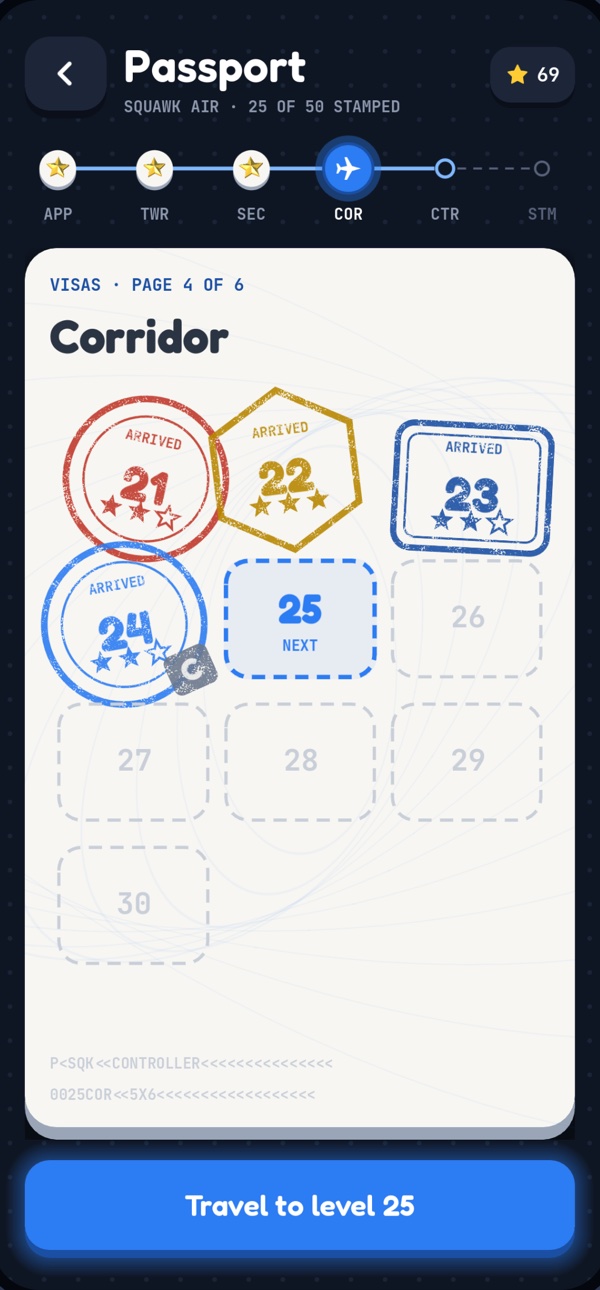 Passport
SQUAWK AIR · 25 OF 50 STAMPED
69
APP TWR SEC COR CTR STM
VISAS · PAGE 4 OF 6
Corridor
ARRIVED
21
ARRIVED
22
ARRIVED
23
ARRIVED
24
C
25
NEXT
26
27
28
29
30
P<SQK<<CONTROLLER<<<<<<<<<<<<<<<
0025COR<<5X6<<<<<<<<<<<<<<<<<<
Travel to level 25